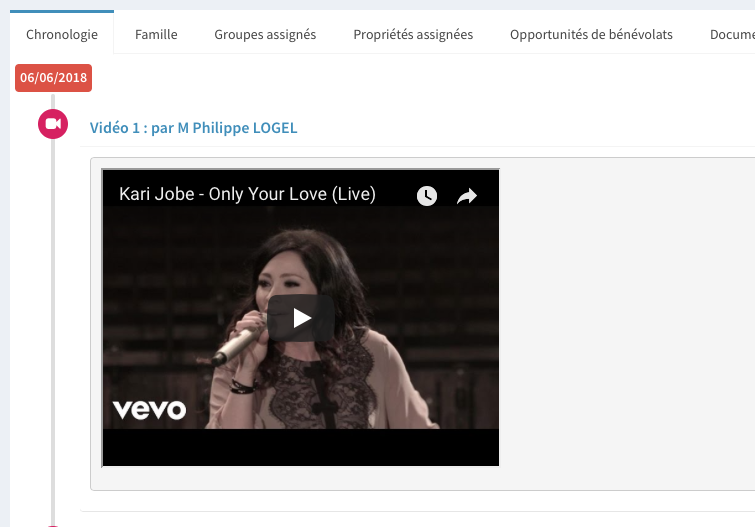 Chronologie Famille Groupes assignés Propriétés assignées Opportunités de bénévolats Docume
06/06/2018
Vidéo 1 : par M Philippe LOGEL
Kari Jobe - Only Your Love (Live)
vevo